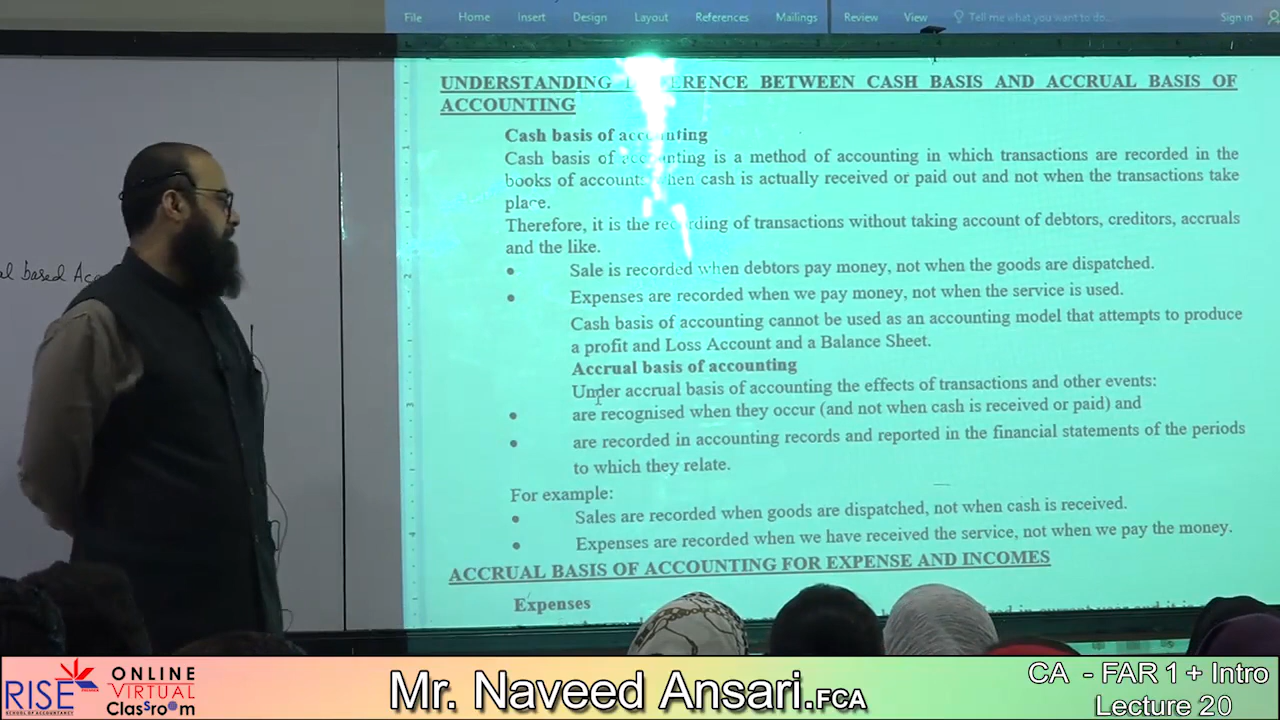 File Home Insert Design Layout References Mailings Review View Tell me what you want to do... Sign in
UNDERSTANDING BETWEEN CASH BASIS AND ACCRUAL BASIS OF
ACCOUNTING
Cash basis of accounting
Cash basis of accounting is a method of accounting in which transactions are recorded in the
books of account when cash is actually received or paid out and not when the transactions take
place.
Therefore, it is the recording of transactions without taking account of debtors, creditors, accruals
and the like.
• Sale is recorded when debtors pay money, not when the goods are dispatched.
• Expenses are recorded when we pay money, not when the service is used.
Cash basis of accounting cannot be used as an accounting model that attempts to produce
a profit and Loss Account and a Balance Sheet.
Accrual basis of accounting
Under accrual basis of accounting the effects of transactions and other events:
• are recognised when they occur (and not when cash is received or paid) and
• are recorded in accounting records and reported in the financial statements of the periods
to which they relate.
For example:
• Sales are recorded when goods are dispatched, not when cash is received.
• Expenses are recorded when we have received the service, not when we pay the money.
ACCRUAL BASIS OF ACCOUNTING FOR EXPENSE AND INCOMES
Expenses
al based Acc
RISE
SCHOOL OF ACCOUNTANCY
ONLINE
VIRTUAL
ClassroOm
Mr. Naveed Ansari.FCA
CA - FAR 1 + Intro
Lecture 20